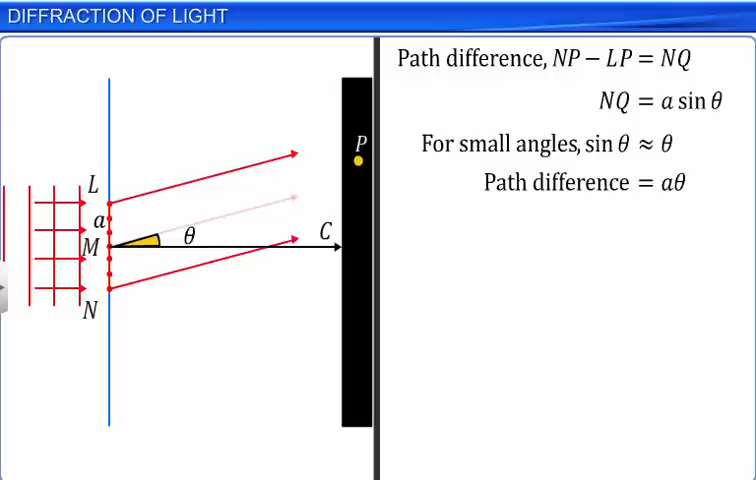 DIFFRACTION OF LIGHT
Path difference, NP − LP = NQ
NQ = a sin θ
For small angles, sin θ ≈ θ
Path difference = aθ
P
L
a
M
θ
C
N